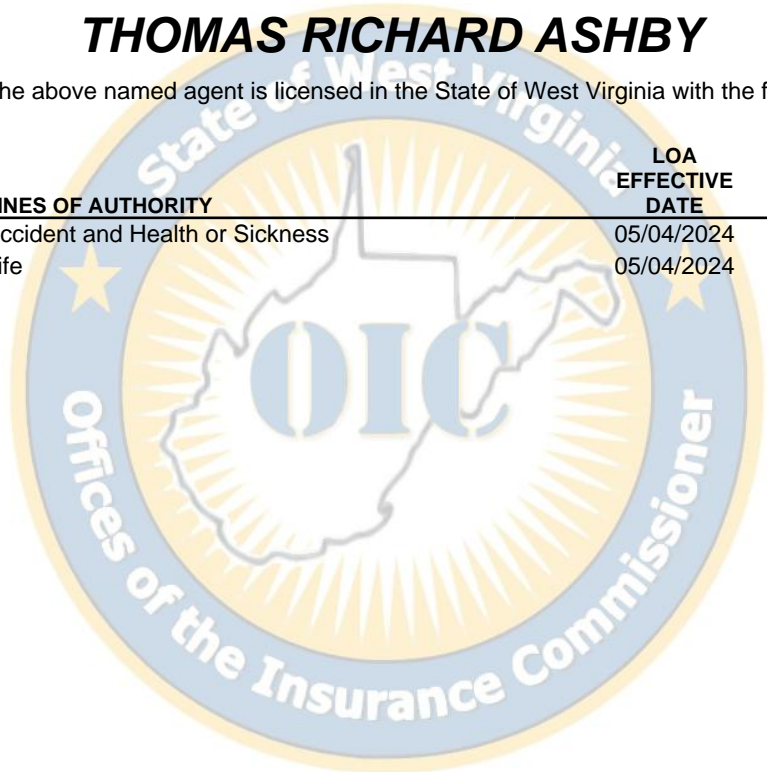 THOMAS RICHARD ASHBY
he above named agent is licensed in the State of West Virginia with the f
LOA
EFFECTIVE
INES OF AUTHORITY DATE
ccident and Health or Sickness 05/04/2024
ife 05/04/2024
State of West Virginia
OIC
Offices of the Insurance Commissioner